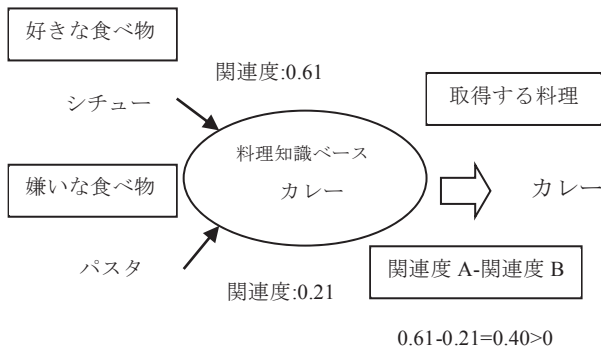 好きな食べ物
関連度:0.61
シチュー
取得する料理
料理知識ベース
カレー
カレー
嫌いな食べ物
パスタ
関連度:0.21
関連度 A-関連度 B
0.61-0.21=0.40>0